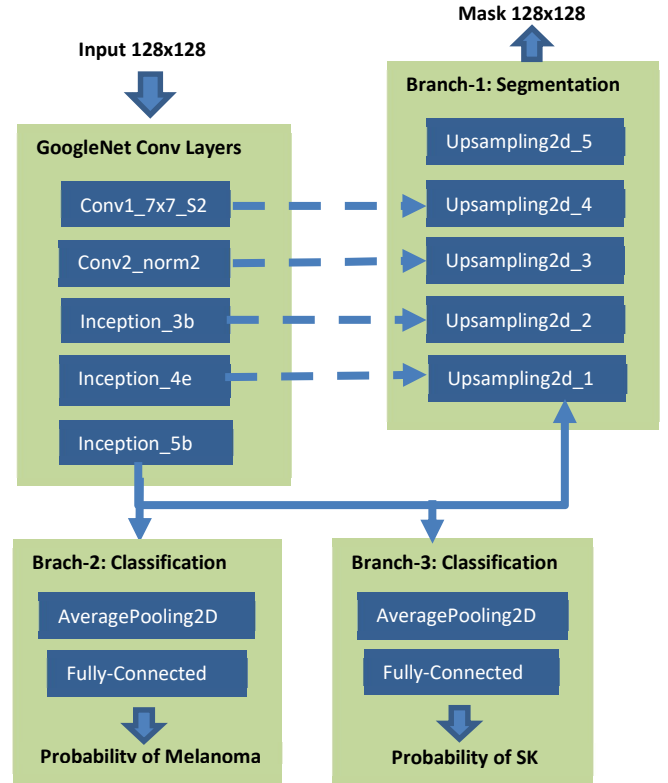 Input 128x128
GoogleNet Conv Layers
Conv1_7x7_S2
Conv2_norm2
Inception_3b
Inception_4e
Inception_5b
Mask 128x128
Branch-1: Segmentation
Upsampling2d_5
Upsampling2d_4
Upsampling2d_3
Upsampling2d_2
Upsampling2d_1
Brach-2: Classification
AveragePooling2D
Fully-Connected
Probability of Melanoma
Branch-3: Classification
AveragePooling2D
Fully-Connected
Probability of SK